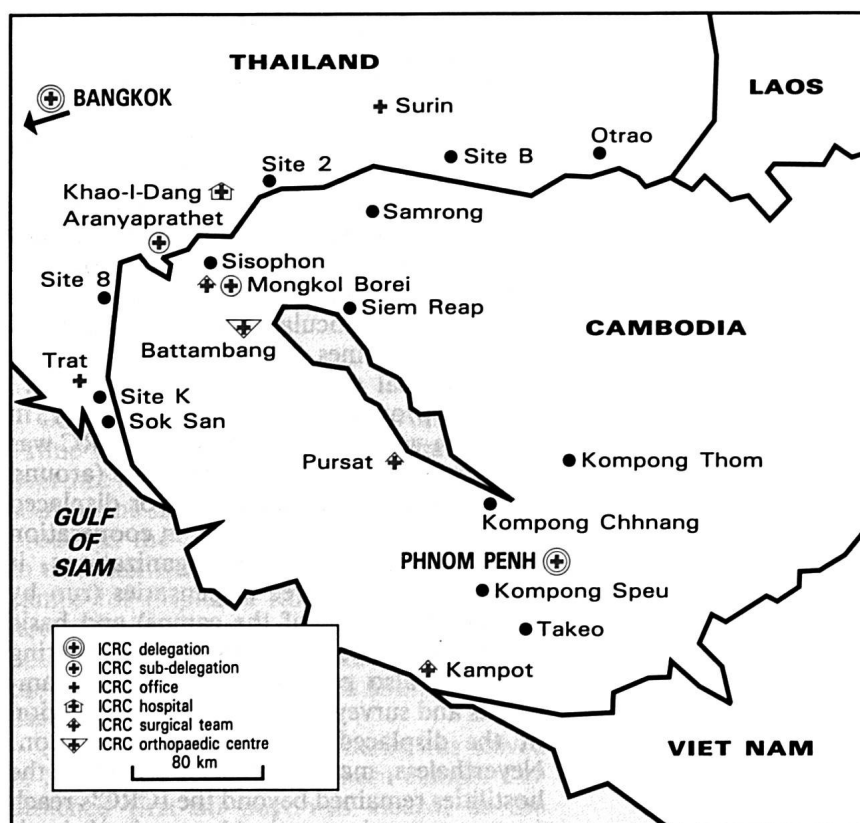 THAILAND
LAOS
BANGKOK
Surin
Otrao
Site B
Site 2
Khao-I-Dang
Aranyaprathet
Samrong
Sisophon
Mongkol Borei
Site 8
Siem Reap
CAMBODIA
Battambang
Trat
Site K
Sok San
Pursat
Kompong Thom
Kompong Chhnang
GULF
OF
SIAM
PHNOM PENH
Kompong Speu
Takeo
Kampot
VIET NAM
ICRC delegation
ICRC sub-delegation
ICRC office
ICRC hospital
ICRC surgical team
ICRC orthopaedic centre
80 km